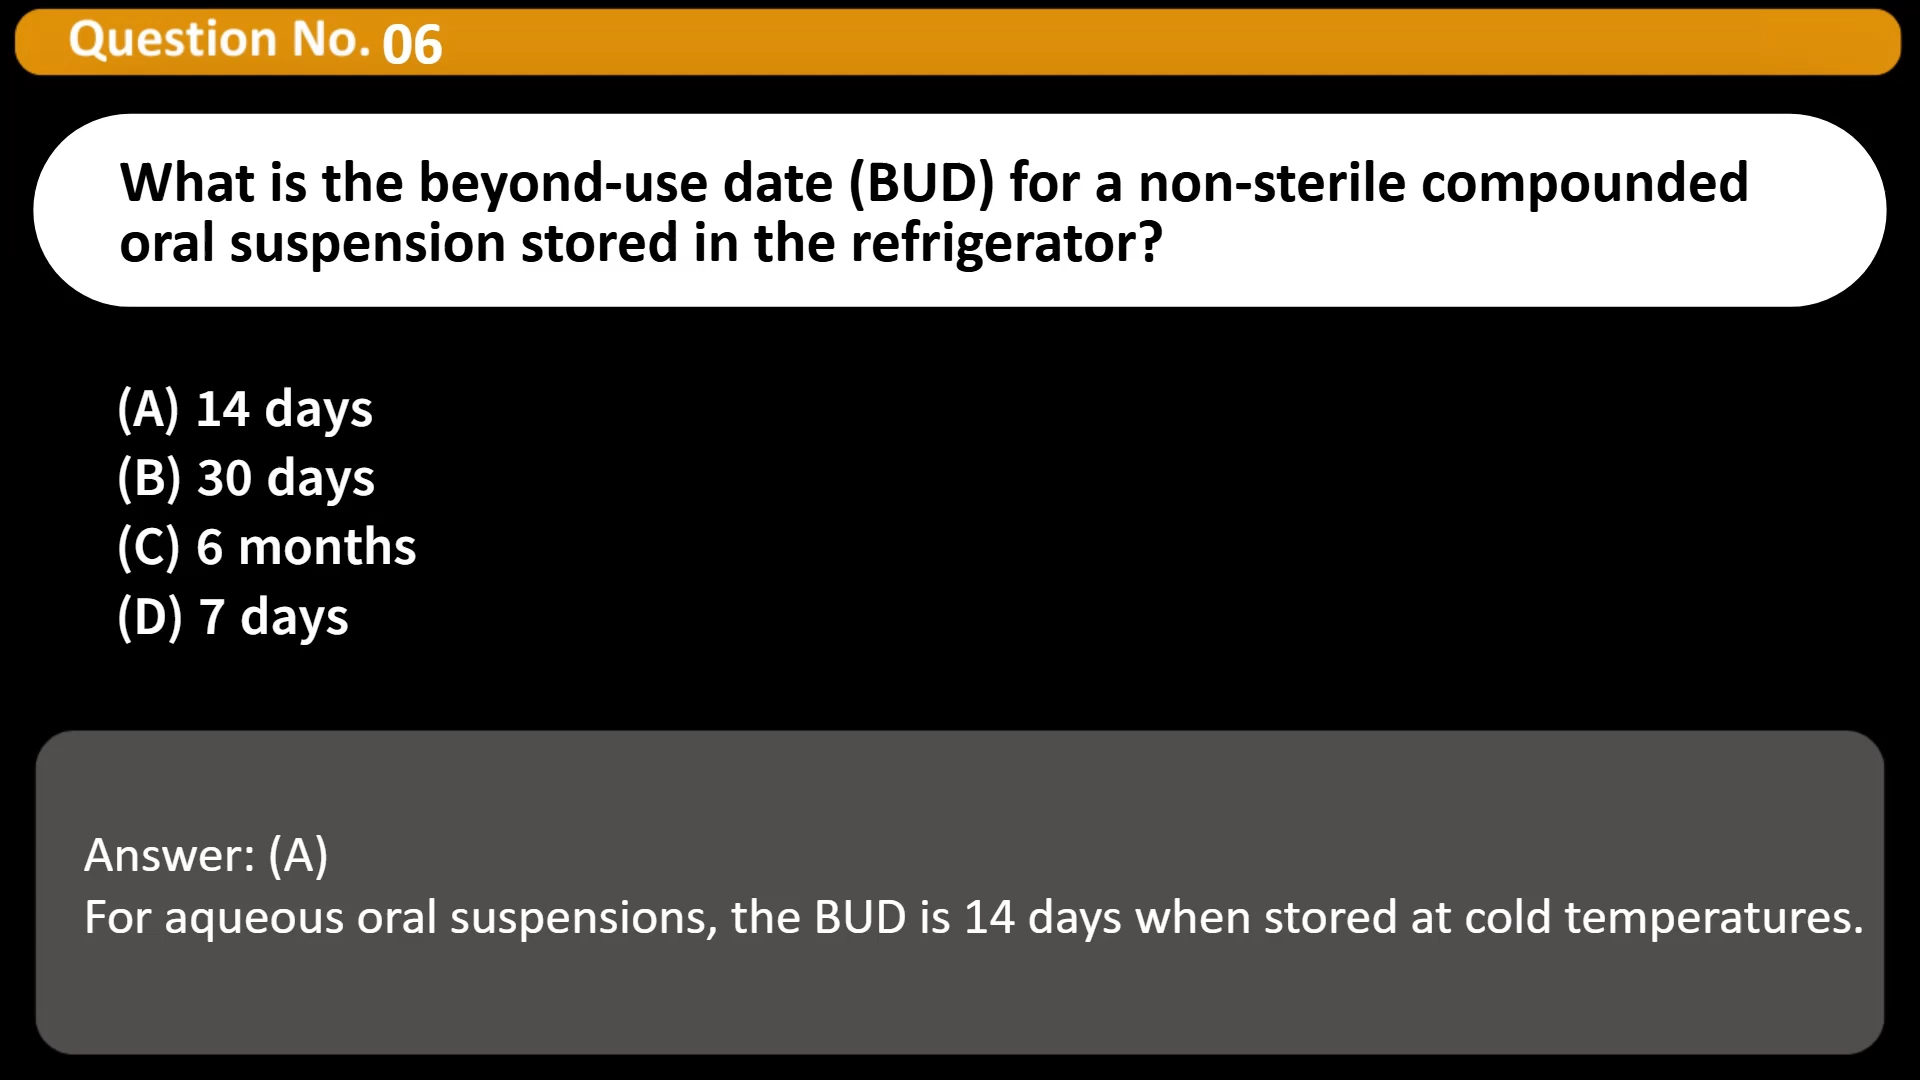 Question No. 06
What is the beyond-use date (BUD) for a non-sterile compounded
oral suspension stored in the refrigerator?
(A) 14 days
(B) 30 days
(C) 6 months
(D) 7 days
Answer: (A)
For aqueous oral suspensions, the BUD is 14 days when stored at cold temperatures.